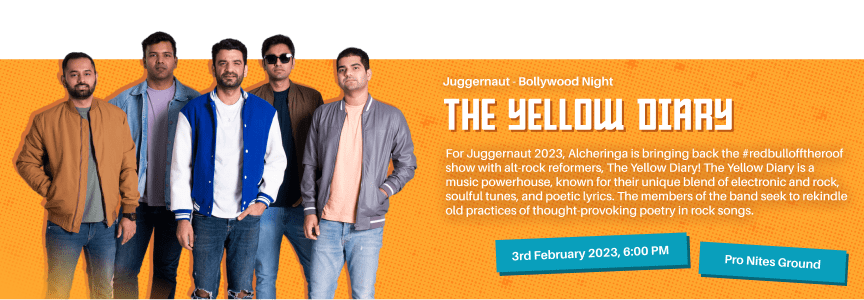 Juggernaut - Bollywood Night
THE YELLOW DIARY
For Juggernaut 2023, Alcheringa is bringing back the #redbullofftheroof
show with alt-rock reformers, The Yellow Diary! The Yellow Diary is a
music powerhouse, known for their unique blend of electronic and rock,
soulful tunes, and poetic lyrics. The members of the band seek to rekindle
old practices of thought-provoking poetry in rock songs.
3rd February 2023, 6:00 PM
Pro Nites Ground